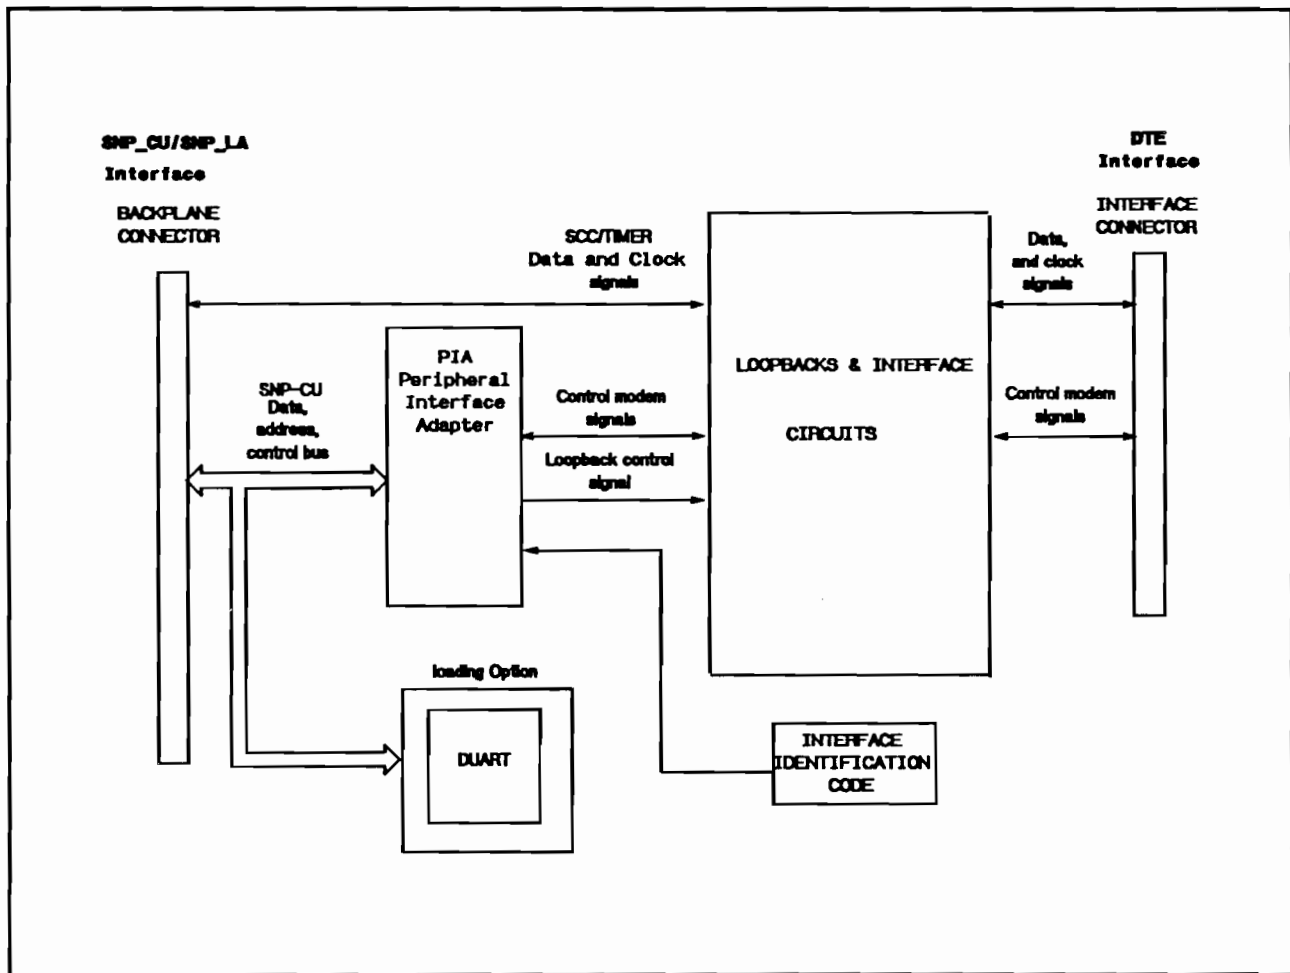 SNP_CU/SNP_LA
Interface
BACKPLANE
CONNECTOR
DTE
Interface
INTERFACE
CONNECTOR
SCC/TIMER
Data and Clock
signals
Data,
and clock
signals
PIA
Peripheral
Interface
Adapter
SNP-CU
Data,
address,
control bus
Control modem
signals
Loopback control
signal
LOOPBACKS & INTERFACE
CIRCUITS
Control modem
signals
loading Option
DUART
INTERFACE
IDENTIFICATION
CODE